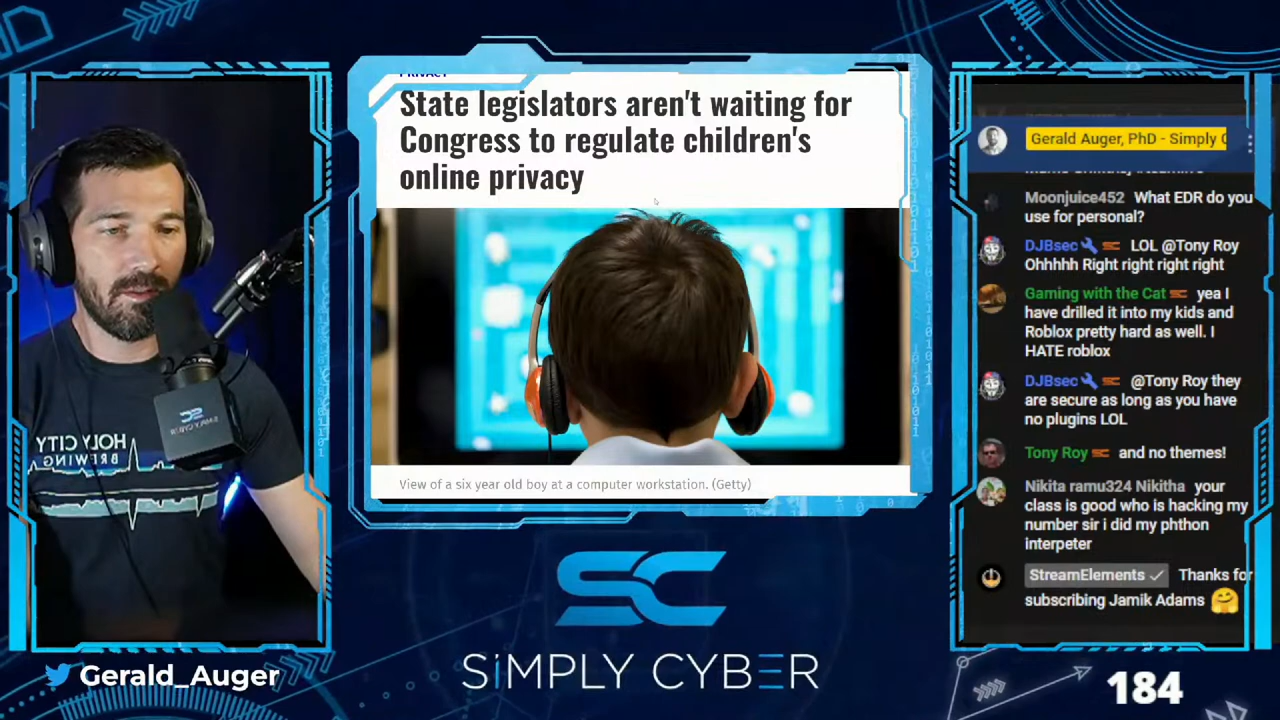 PRIVACY
State legislators aren't waiting for
Congress to regulate children's
online privacy
View of a six year old boy at a computer workstation. (Getty)
HOLY CITY
BREWING
SIMPLY
CYBER
SC
SiMPLY CYBER
Gerald_Auger
Gerald Auger, PhD - Simply C
Moonjuice452 What EDR do you
use for personal?
DJBsec LOL @Tony Roy
Ohhhhh Right right right right
Gaming with the Cat yea I
have drilled it into my kids and
Roblox pretty hard as well. I
HATE roblox
DJBsec @Tony Roy they
are secure as long as you have
no plugins LOL
Tony Roy and no themes!
Nikita ramu324 Nikitha your
class is good who is hacking my
number sir i did my phthon
interpeter
StreamElements Thanks for
subscribing Jamik Adams
184